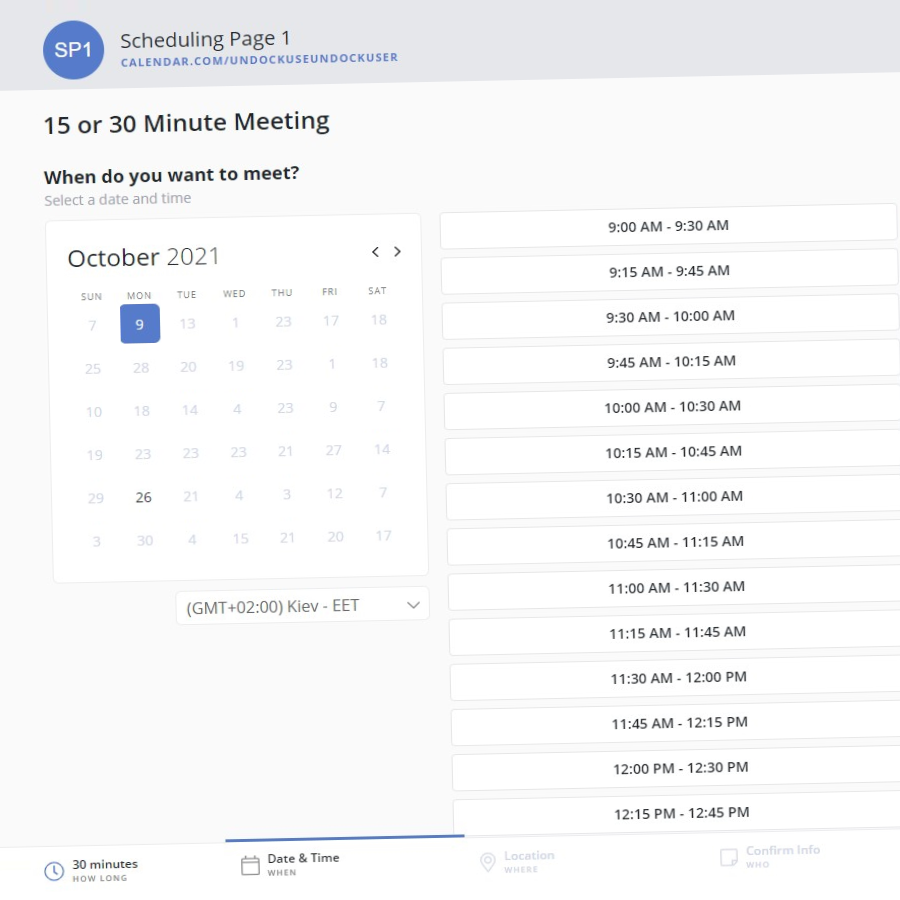 SP1
Scheduling Page 1
CALENDAR.COM/UNDOCKUSEUNDOCKUSER
15 or 30 Minute Meeting
When do you want to meet?
Select a date and time
October 2021
SUN MON TUE WED THU FRI SAT
7 9 13 1 23 17 18
25 28 20 19 23 1 18
10 18 14 4 23 9 7
19 23 23 23 21 27 14
29 26 21 4 3 12 7
3 30 4 15 21 20 17
(GMT+02:00) Kiev - EET
9:00 AM - 9:30 AM
9:15 AM - 9:45 AM
9:30 AM - 10:00 AM
9:45 AM - 10:15 AM
10:00 AM - 10:30 AM
10:15 AM - 10:45 AM
10:30 AM - 11:00 AM
10:45 AM - 11:15 AM
11:00 AM - 11:30 AM
11:15 AM - 11:45 AM
11:30 AM - 12:00 PM
11:45 AM - 12:15 PM
12:00 PM - 12:30 PM
12:15 PM - 12:45 PM
30 minutes
HOW LONG
Date & Time
WHEN
Location
WHERE
Confirm Info
WHO